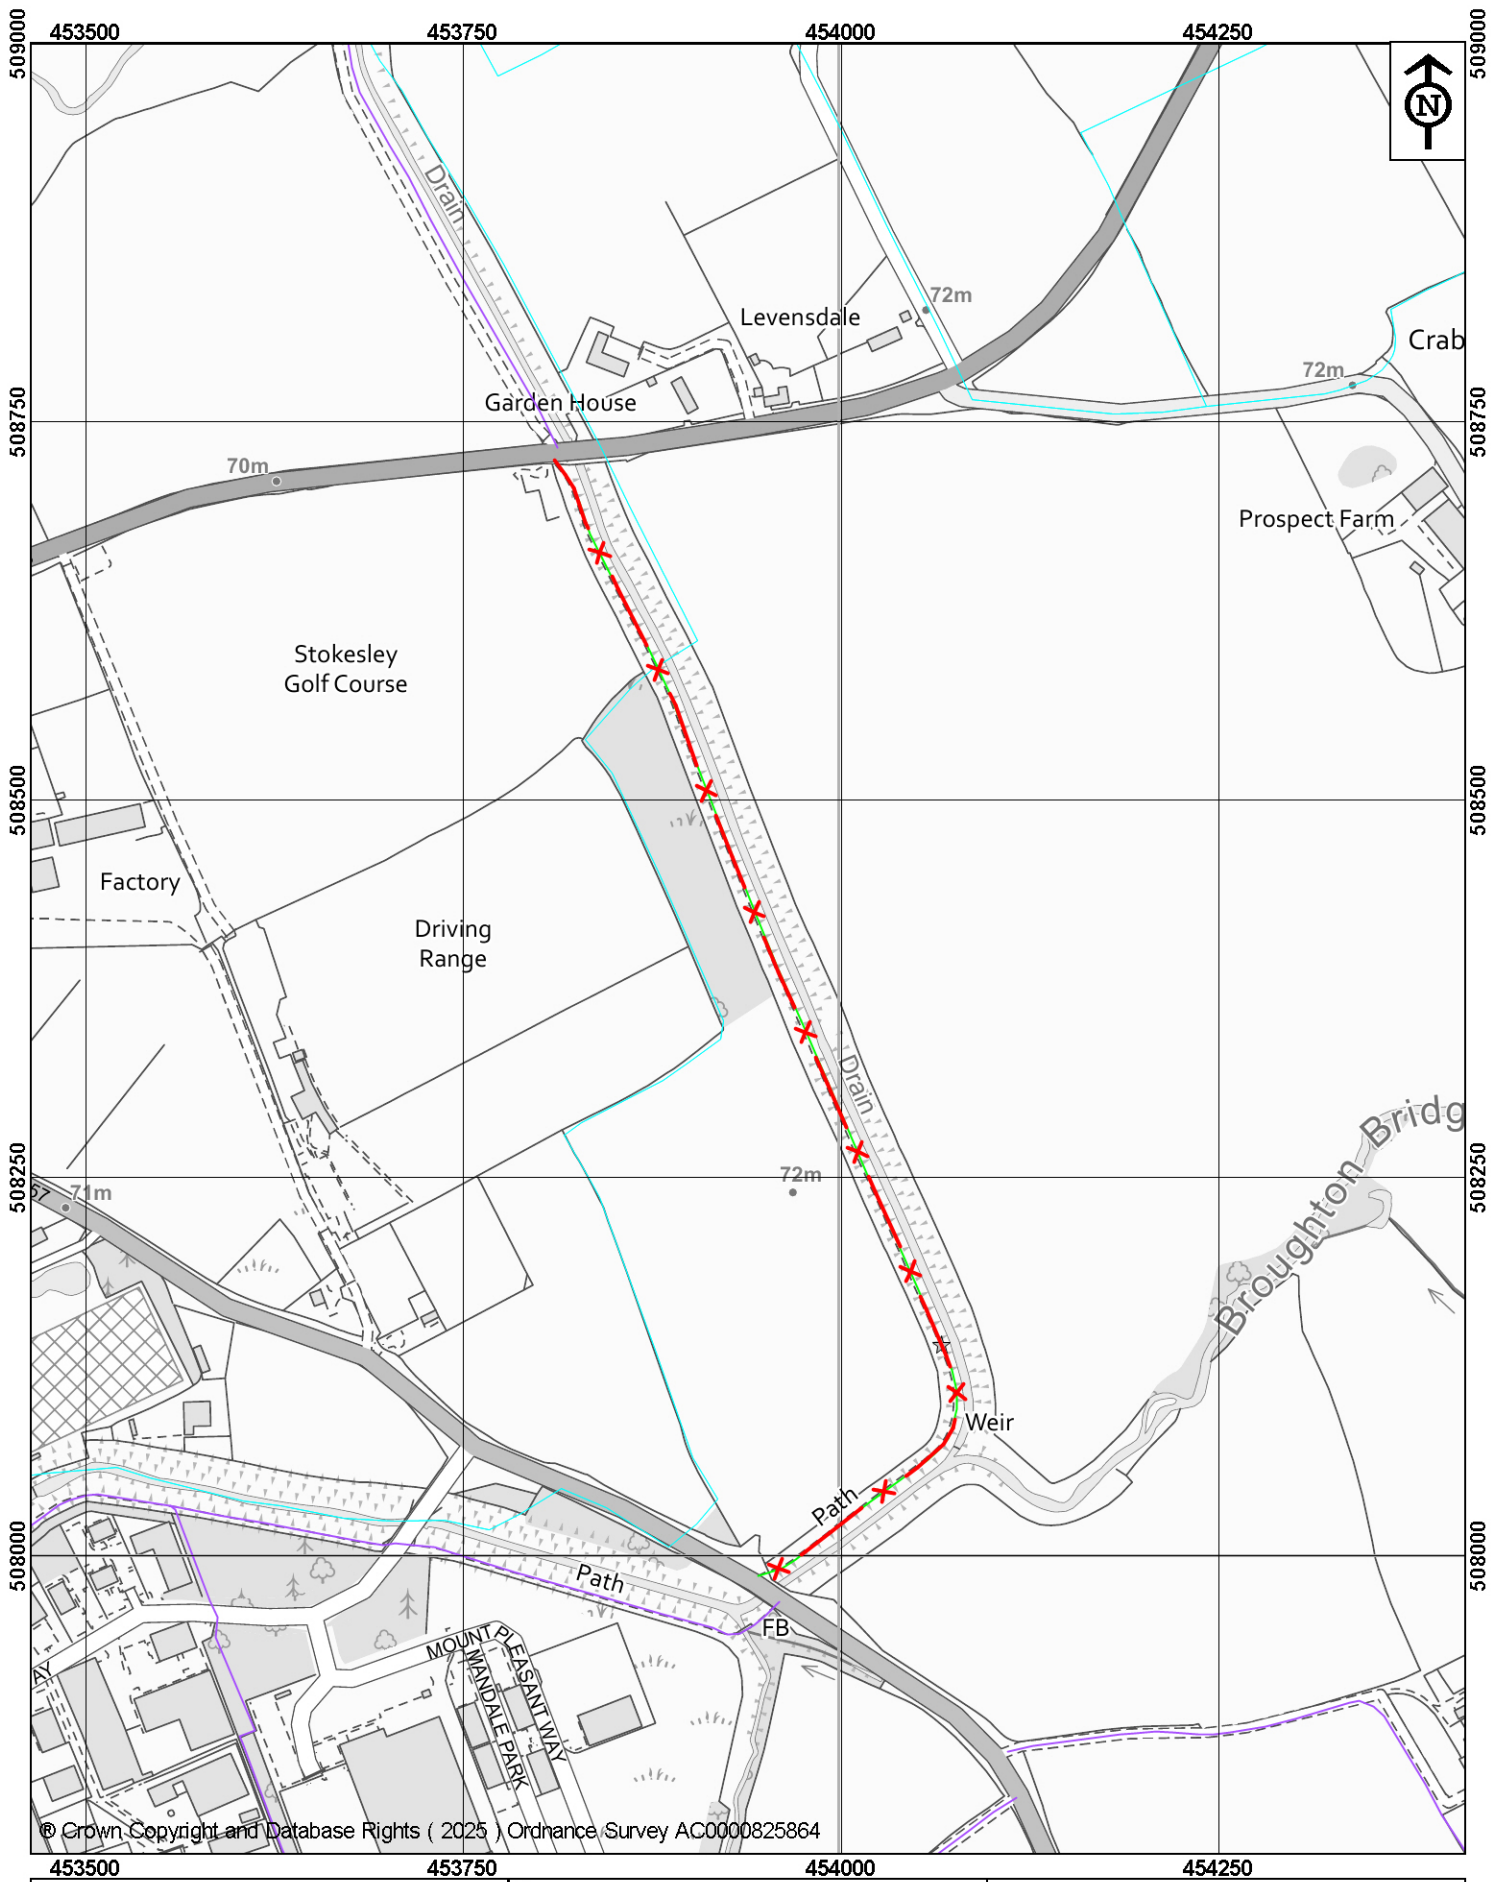 453500 453750 454000 454250
509000 509000
N
Drain
Levensdale
72m
Crab
72m
Garden House
508750 508750
70m
Prospect Farm
Stokesley
Golf Course
508500 508500
Factory
Driving
Range
Drain
Broughton Bridg
508250 508250
72m
57
71m
Weir
Path
508000 508000
Path
FB
MOUNT PLEASANT WAY
MANDALE PARK
AY
® Crown Copyright and Database Rights ( 2025 ) Ordnance Survey AC0000825864
453500 453750 454000 454250